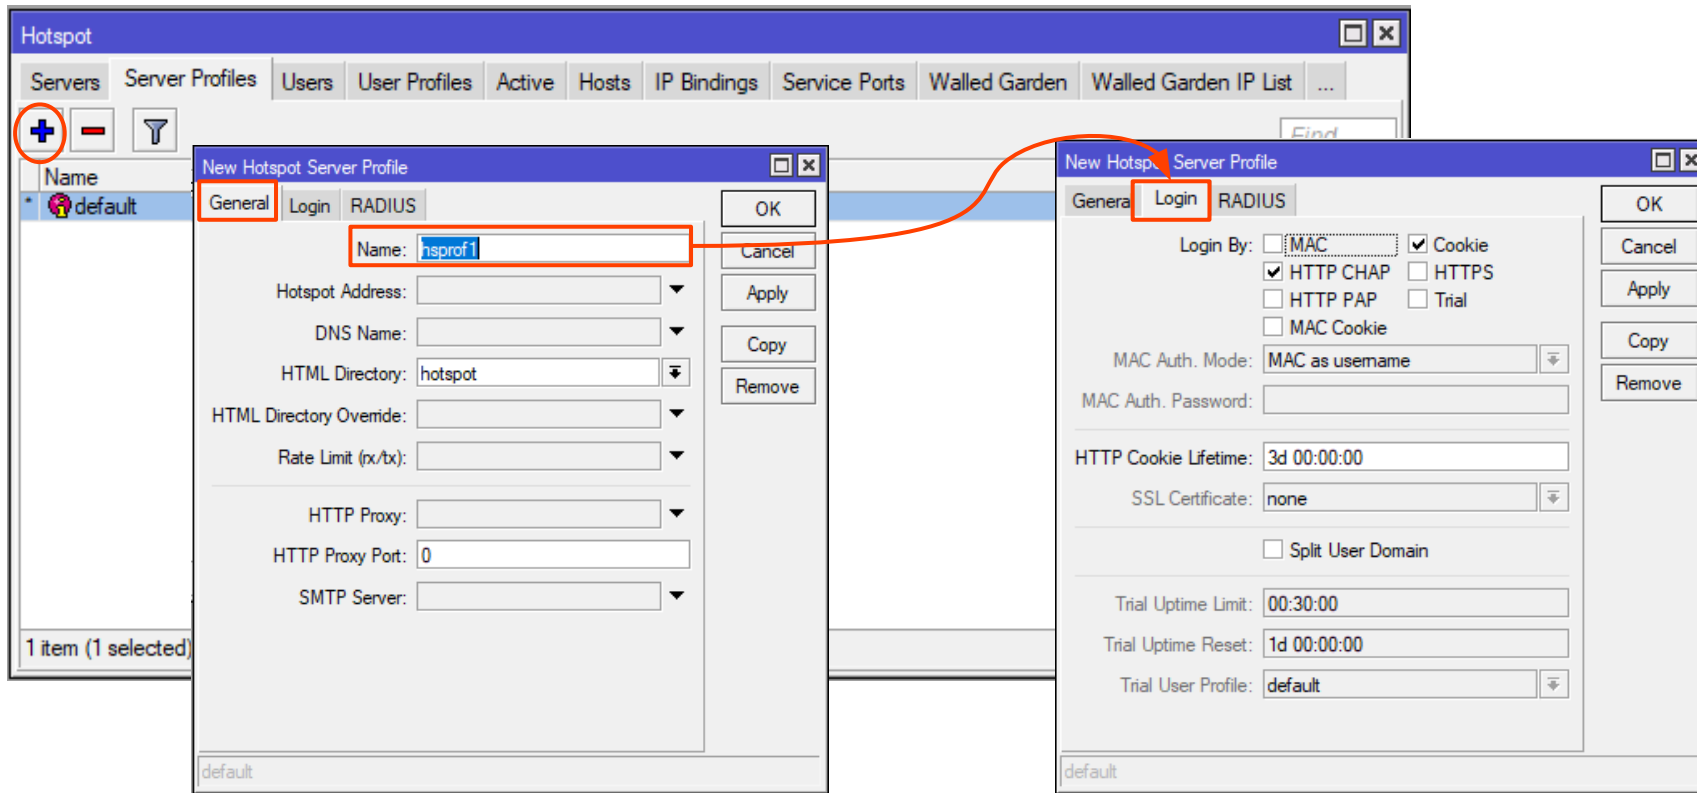 Hotspot
Servers Server Profiles Users User Profiles Active Hosts IP Bindings Service Ports Walled Garden Walled Garden IP List ...
Find
Name
* default
1 item (1 selected)
New Hotspot Server Profile
General Login RADIUS
Name: hsprof1
Hotspot Address:
DNS Name:
HTML Directory: hotspot
HTML Directory Override:
Rate Limit (rx/tx):
HTTP Proxy:
HTTP Proxy Port: 0
SMTP Server:
OK
Cancel
Apply
Copy
Remove
default
New Hotspot Server Profile
General Login RADIUS
Login By: MAC Cookie
HTTP CHAP HTTPS
HTTP PAP Trial
MAC Cookie
MAC Auth. Mode: MAC as username
MAC Auth. Password:
HTTP Cookie Lifetime: 3d 00:00:00
SSL Certificate: none
Split User Domain
Trial Uptime Limit: 00:30:00
Trial Uptime Reset: 1d 00:00:00
Trial User Profile: default
OK
Cancel
Apply
Copy
Remove
default